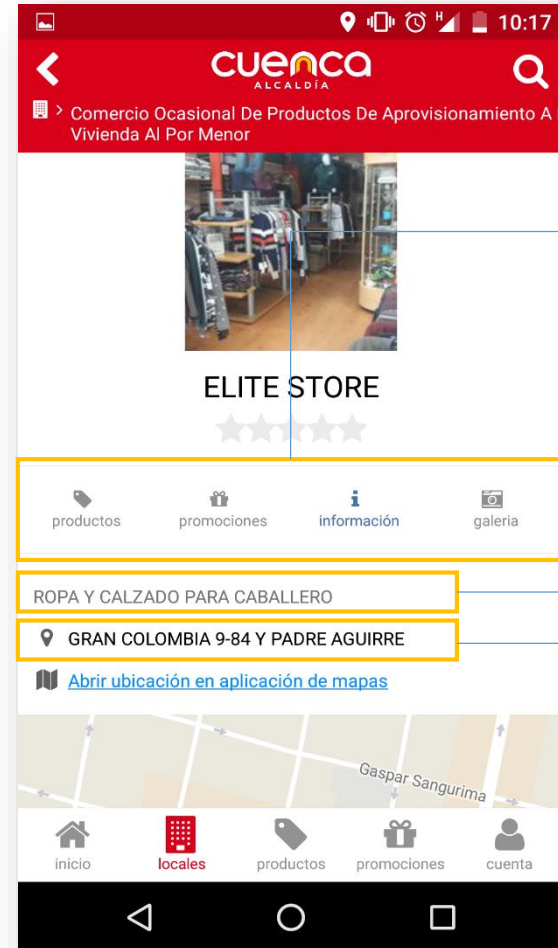 H 10:17
cuenca
ALCALDÍA
> Comercio Ocasional De Productos De Aprovisionamiento A
Vivienda Al Por Menor
ELITE STORE
productos promociones información galeria
ROPA Y CALZADO PARA CABALLERO
GRAN COLOMBIA 9-84 Y PADRE AGUIRRE
Abrir ubicación en aplicación de mapas
Gaspar Sangurima
inicio locales productos promociones cuenta